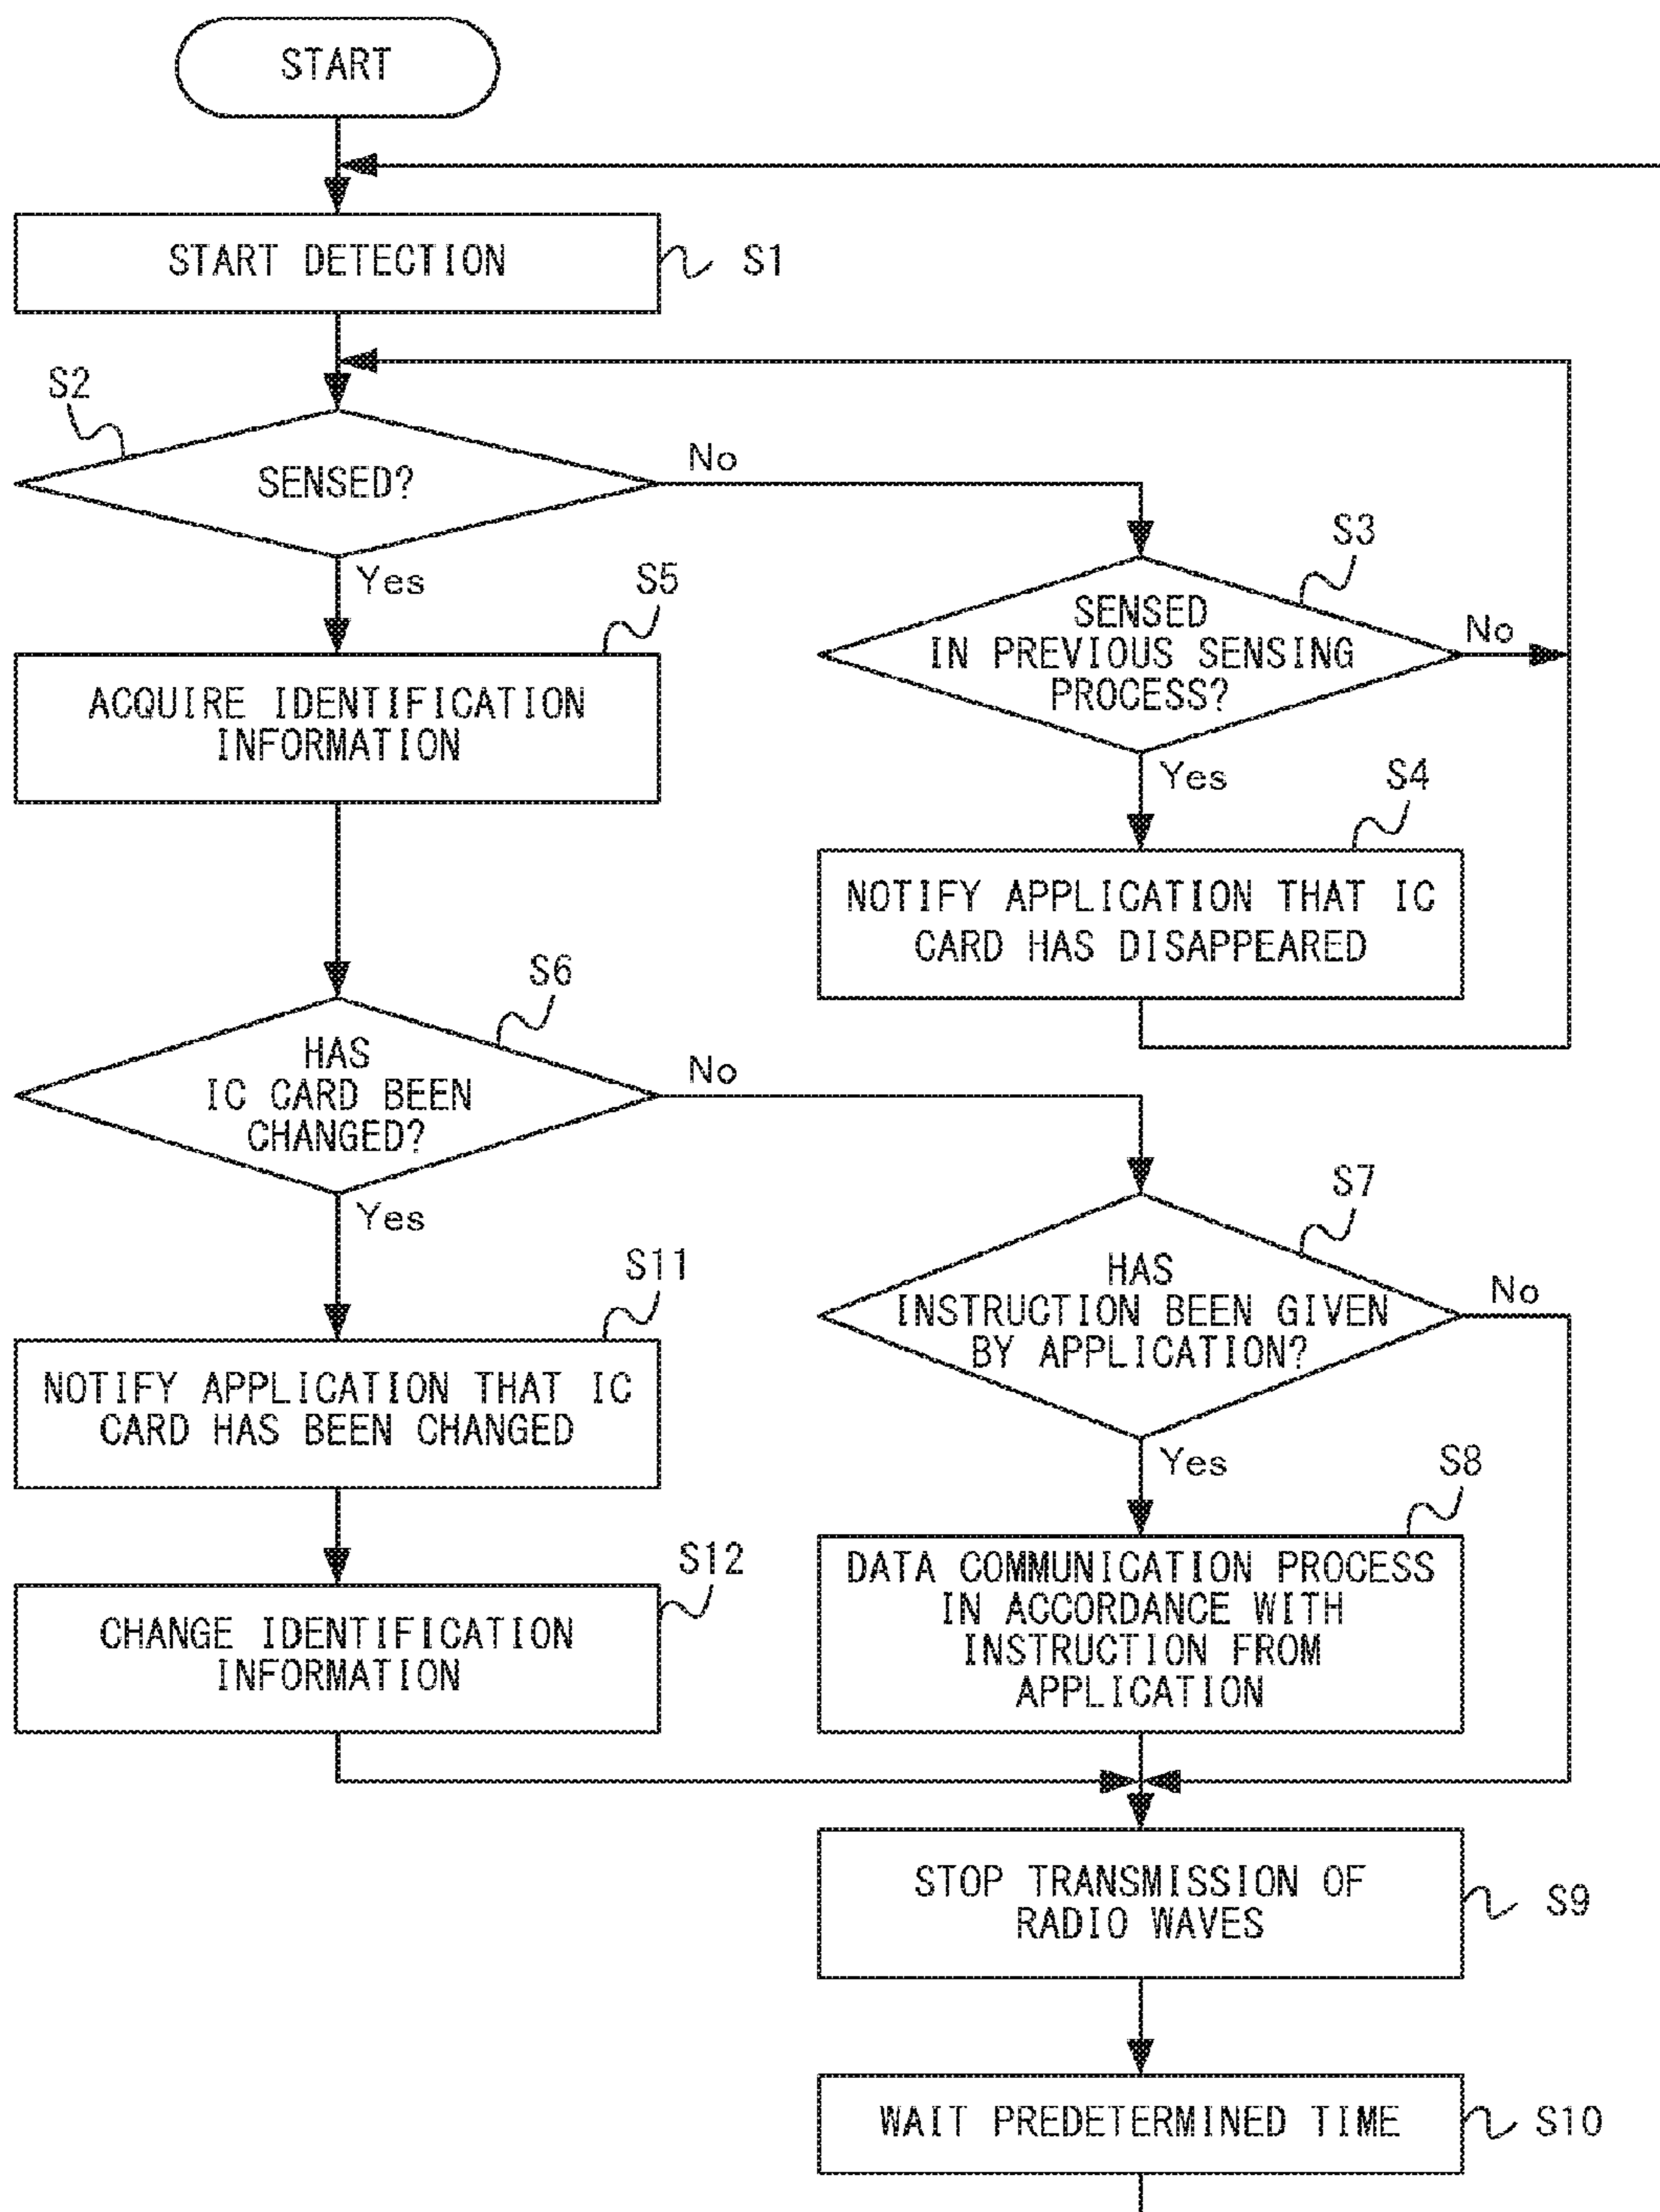 START
START DETECTION
S1
S2
SENSED?
No
Yes
S3
SENSED
IN PREVIOUS SENSING
PROCESS?
No
Yes
S5
ACQUIRE IDENTIFICATION
INFORMATION
S4
NOTIFY APPLICATION THAT IC
CARD HAS DISAPPEARED
S6
HAS
IC CARD BEEN
CHANGED?
No
Yes
S7
HAS
INSTRUCTION BEEN GIVEN
BY APPLICATION?
No
Yes
S11
NOTIFY APPLICATION THAT IC
CARD HAS BEEN CHANGED
S8
DATA COMMUNICATION PROCESS
IN ACCORDANCE WITH
INSTRUCTION FROM
APPLICATION
S12
CHANGE IDENTIFICATION
INFORMATION
STOP TRANSMISSION OF
RADIO WAVES
S9
WAIT PREDETERMINED TIME
S10